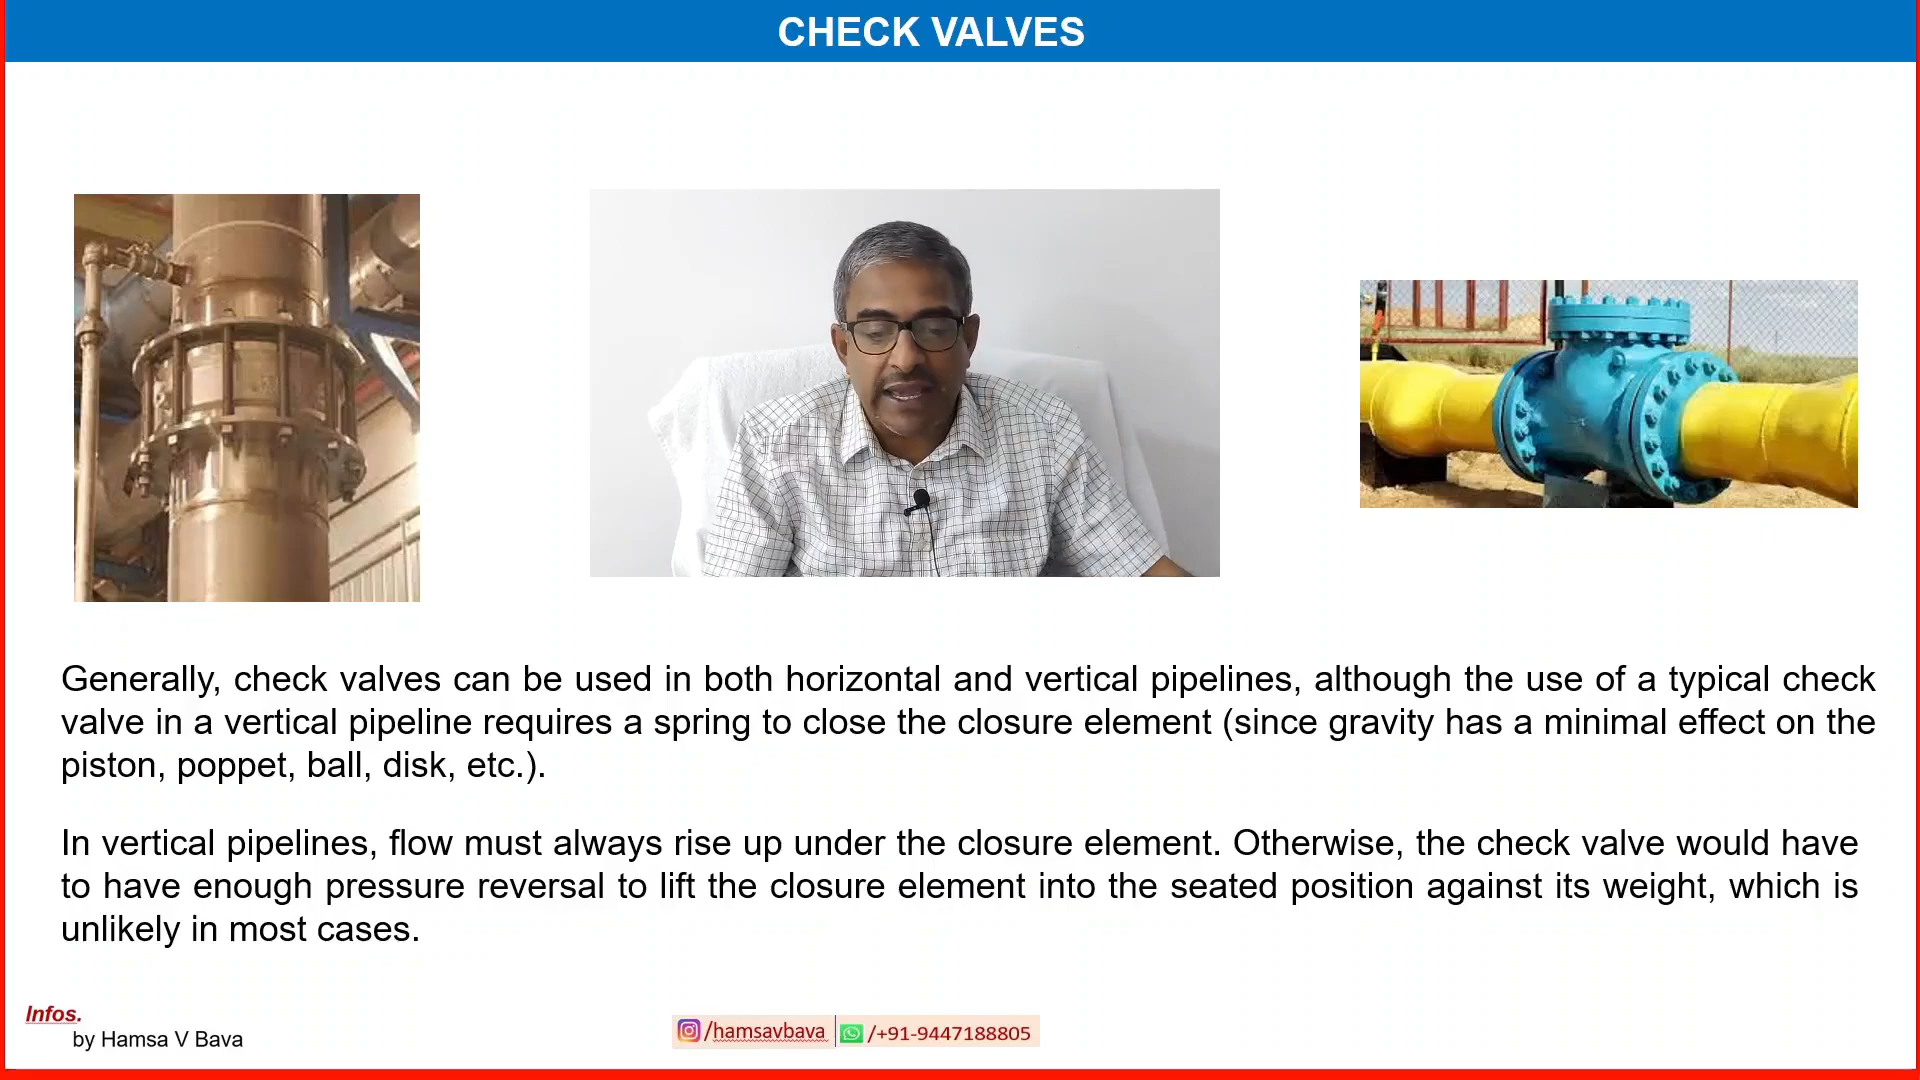 CHECK VALVES
Generally, check valves can be used in both horizontal and vertical pipelines, although the use of a typical check
valve in a vertical pipeline requires a spring to close the closure element (since gravity has a minimal effect on the
piston, poppet, ball, disk, etc.).
In vertical pipelines, flow must always rise up under the closure element. Otherwise, the check valve would have
to have enough pressure reversal to lift the closure element into the seated position against its weight, which is
unlikely in most cases.
Infos.
by Hamsa V Bava
/hamsavbava /+91-9447188805